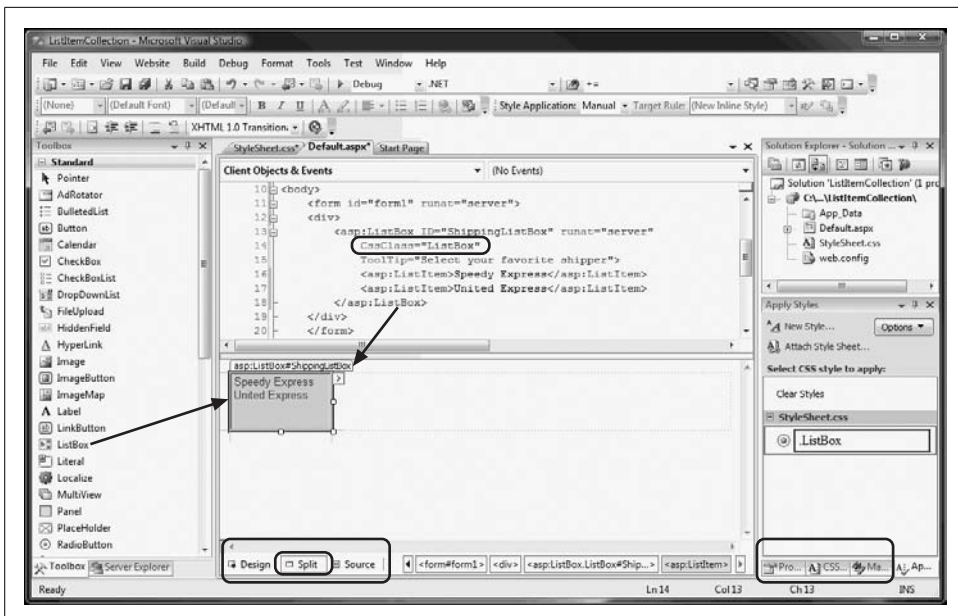 ListItemCollection - Microsoft Visual Studio
File Edit View Website Build Debug Format Tools Test Window Help
Debug .NET
(None) (Default Font) (Default B I U A Style Application: Manual Target Rule: (New Inline Style)
XHTML 1.0 Transition
Toolbox
Standard
Pointer
AdRotator
BulletedList
Button
Calendar
CheckBox
CheckBoxList
DropDownList
FileUpload
HiddenField
HyperLink
Image
ImageButton
ImageMap
Label
LinkButton
ListBox
Literal
Localize
MultiView
Panel
PlaceHolder
RadioButton
Toolbox Server Explorer
StyleSheet.css* Default.aspx* Start Page
Client Objects & Events (No Events)
10 <body>
11 <form id="form1" runat="server">
12 <div>
13 <asp:ListBox ID="ShippingListBox" runat="server"
14 CssClass="ListBox"
15 ToolTip="Select your favorite shipper">
16 <asp:ListItem>Speedy Express</asp:ListItem>
17 <asp:ListItem>United Express</asp:ListItem>
18 </asp:ListBox>
19 </div>
20 </form>
asp:ListBox#ShippingListBox
Speedy Express
United Express
Design Split Source <form#form1> <div> <asp:ListBox.ListBox#Ship...> <asp:ListItem>
Solution Explorer - Solution ...
Solution 'ListItemCollection' (1 pro
C:\...\ListItemCollection\
App_Data
Default.aspx
StyleSheet.css
web.config
Apply Styles
New Style... Options
Attach Style Sheet...
Select CSS style to apply:
Clear Styles
StyleSheet.css
.ListBox
Pro... CSS... Ma... Ap...
Ready Ln 14 Col 13 Ch 13 INS